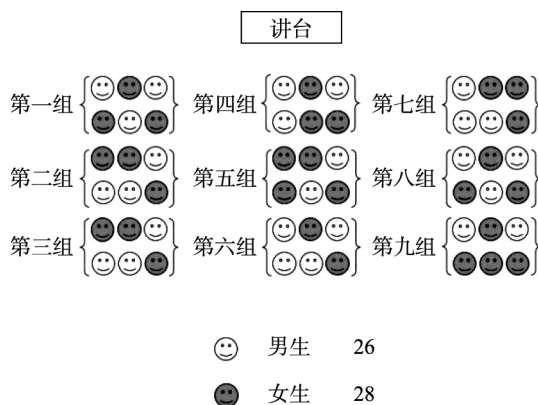 讲台
第一组 第四组 第七组
第二组 第五组 第八组
第三组 第六组 第九组
男生 26
女生 28